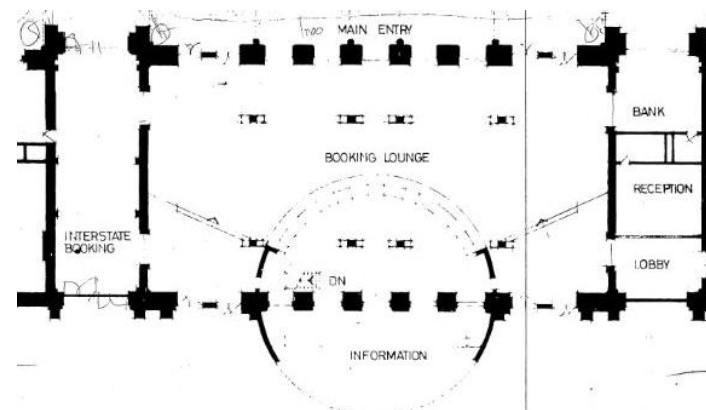 MAIN ENTRY
BANK
BOOKING LOUNGE
RECEPTION
INTERSTATE
BOOKING
LOBBY
DN
INFORMATION